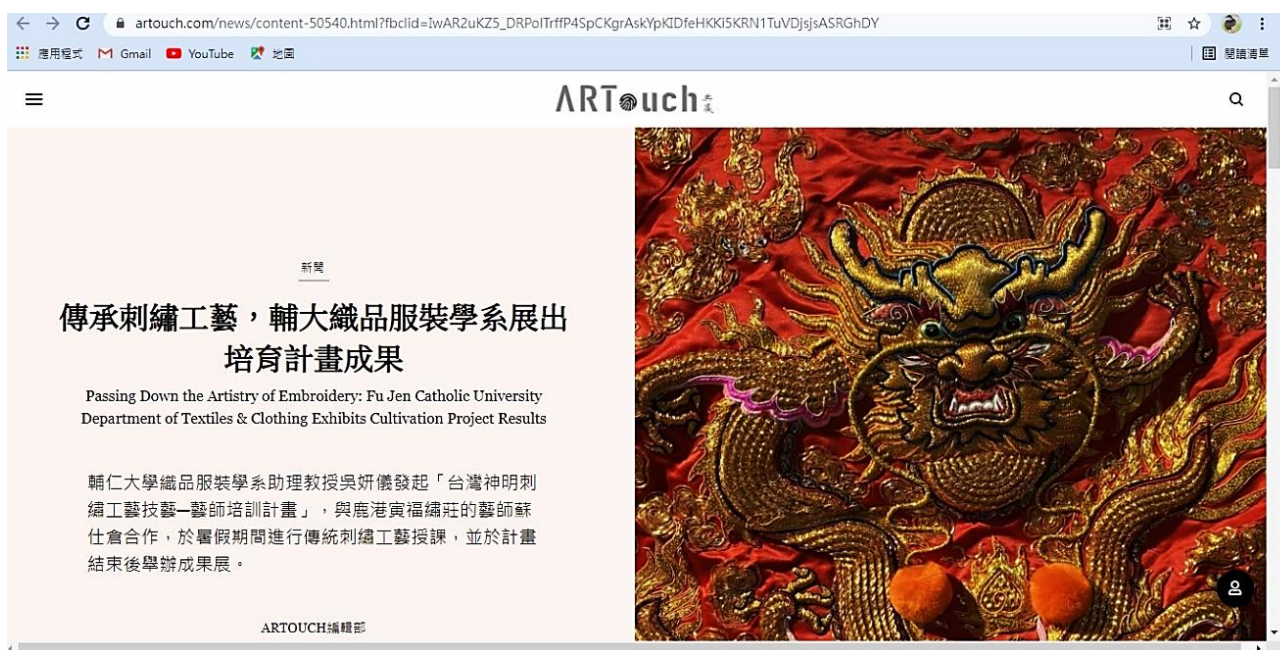 artouch.com/news/content-50540.html?fbclid=IwAR2uKZ5_DRPolTrffP4SpCKgrAskYpKIDfeHKKi5KRN1TuVDjsjsASRGhDY
應用程式 Gmail YouTube 地圖 閱讀清單
ARTouch
新聞
傳承刺繡工藝，輔大織品服裝學系展出
培育計畫成果
Passing Down the Artistry of Embroidery: Fu Jen Catholic University
Department of Textiles & Clothing Exhibits Cultivation Project Results
輔仁大學織品服裝學系助理教授吳妍儀發起「台灣神明刺
繡工藝技藝—藝師培訓計畫」，與鹿港寅福繡莊的藝師蘇
仕倉合作，於暑假期間進行傳統刺繡工藝授課，並於計畫
結束後舉辦成果展。
ARTOUCH編輯部